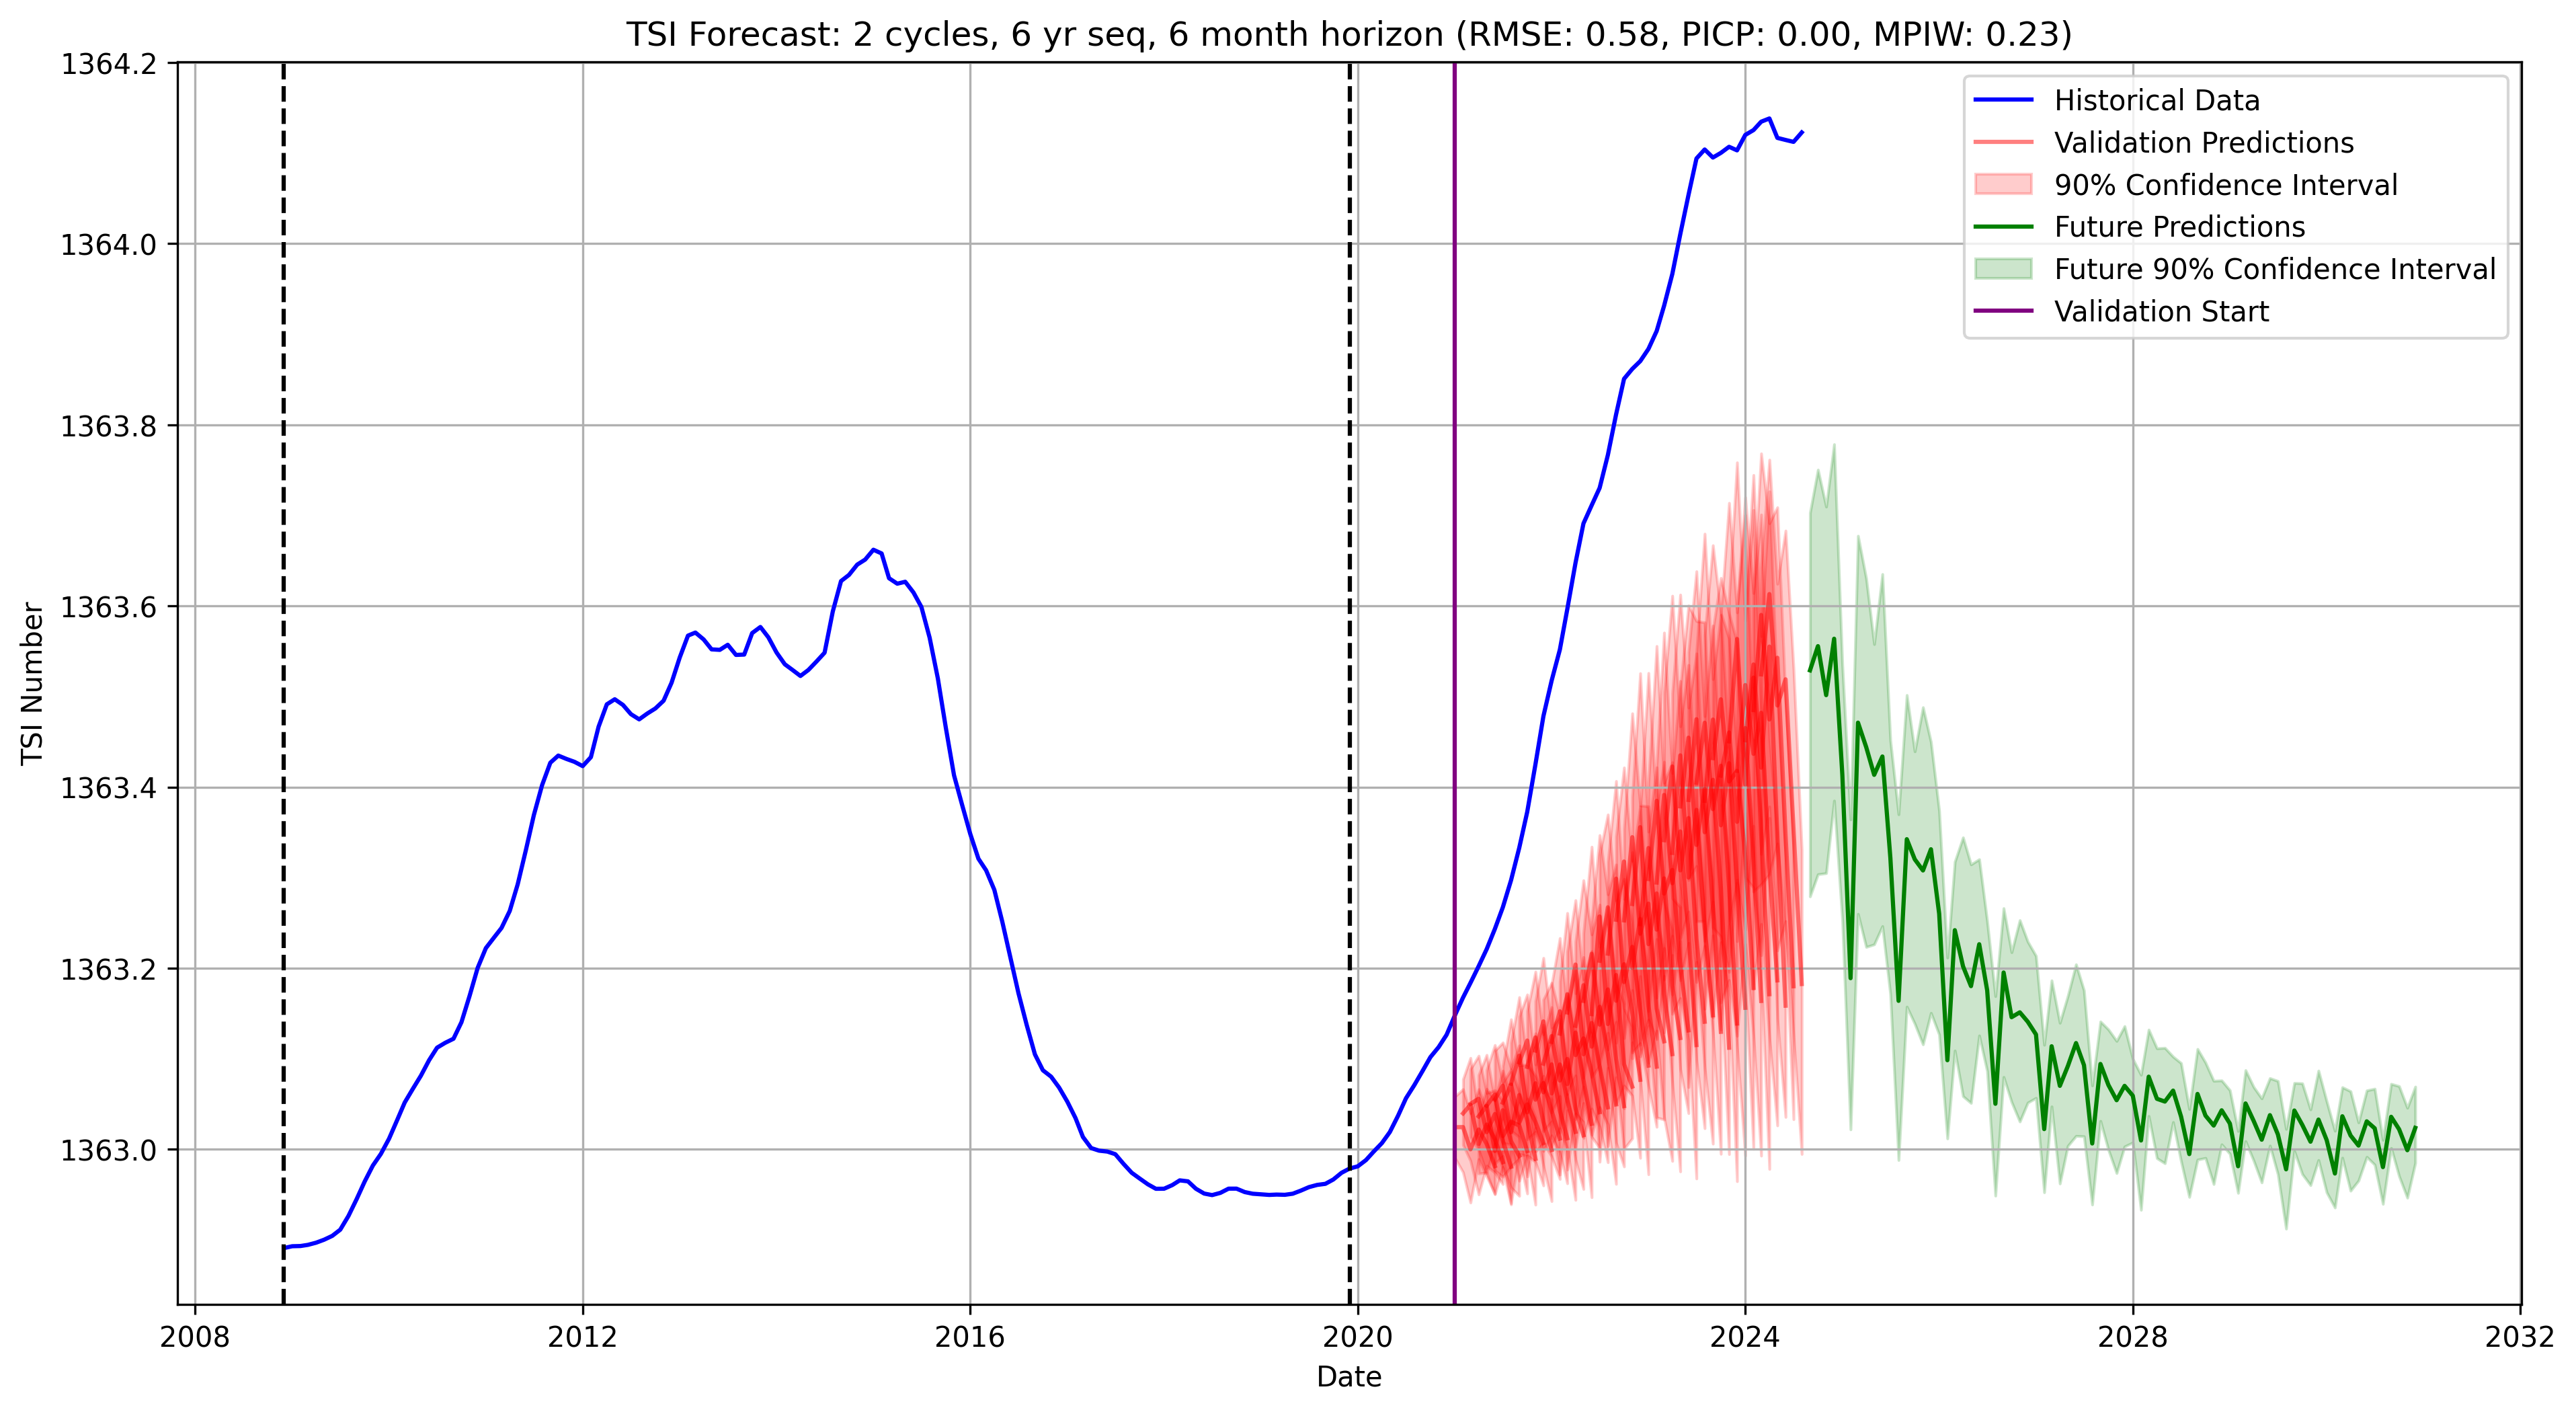 TSI Forecast: 2 cycles, 6 yr seq, 6 month horizon (RMSE: 0.58, PICP: 0.00, MPIW: 0.23)
1364.2
1364.0
1363.8
1363.6
1363.4
1363.2
1363.0
TSI Number
Historical Data
Validation Predictions
90% Confidence Interval
Future Predictions
Future 90% Confidence Interval
Validation Start
2008 2012 2016 2020 2024 2028 2032
Date